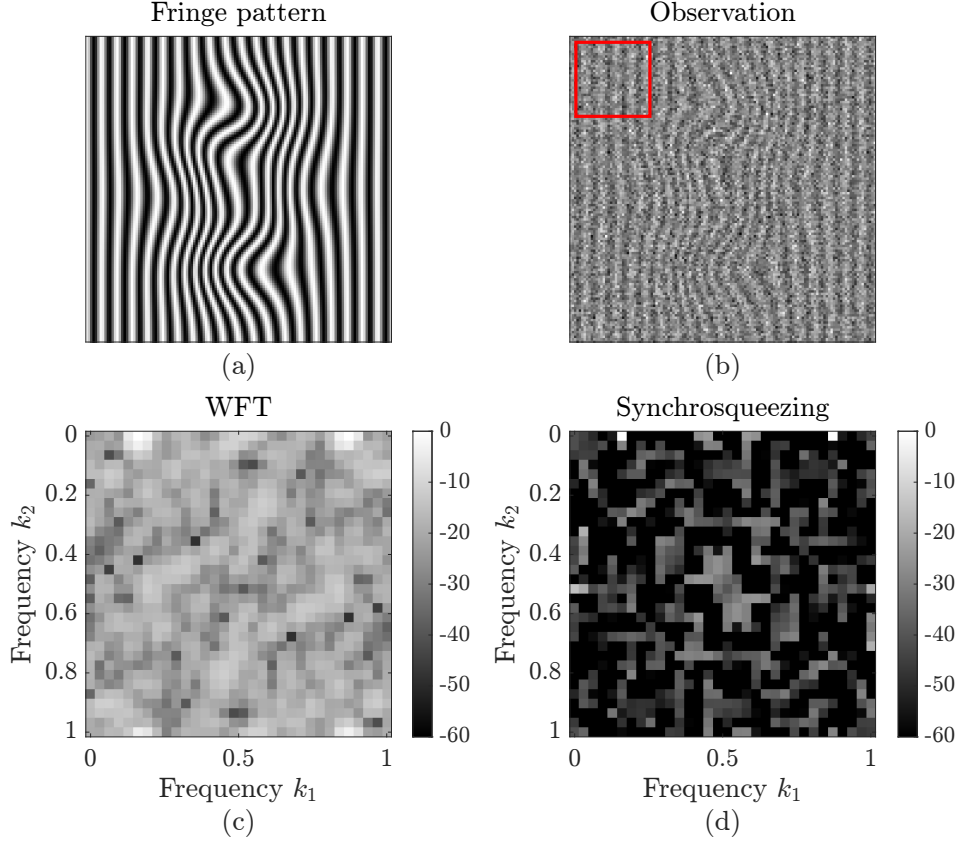 Fringe pattern
Observation
(a)
(b)
WFT
Synchrosqueezing
0
0.2
0.4
0.6
0.8
1
Frequency k₂
0
0.5
1
Frequency k₁
0
-10
-20
-30
-40
-50
-60
0
0.2
0.4
0.6
0.8
1
Frequency k₂
0
0.5
1
Frequency k₁
0
-10
-20
-30
-40
-50
-60
(c)
(d)